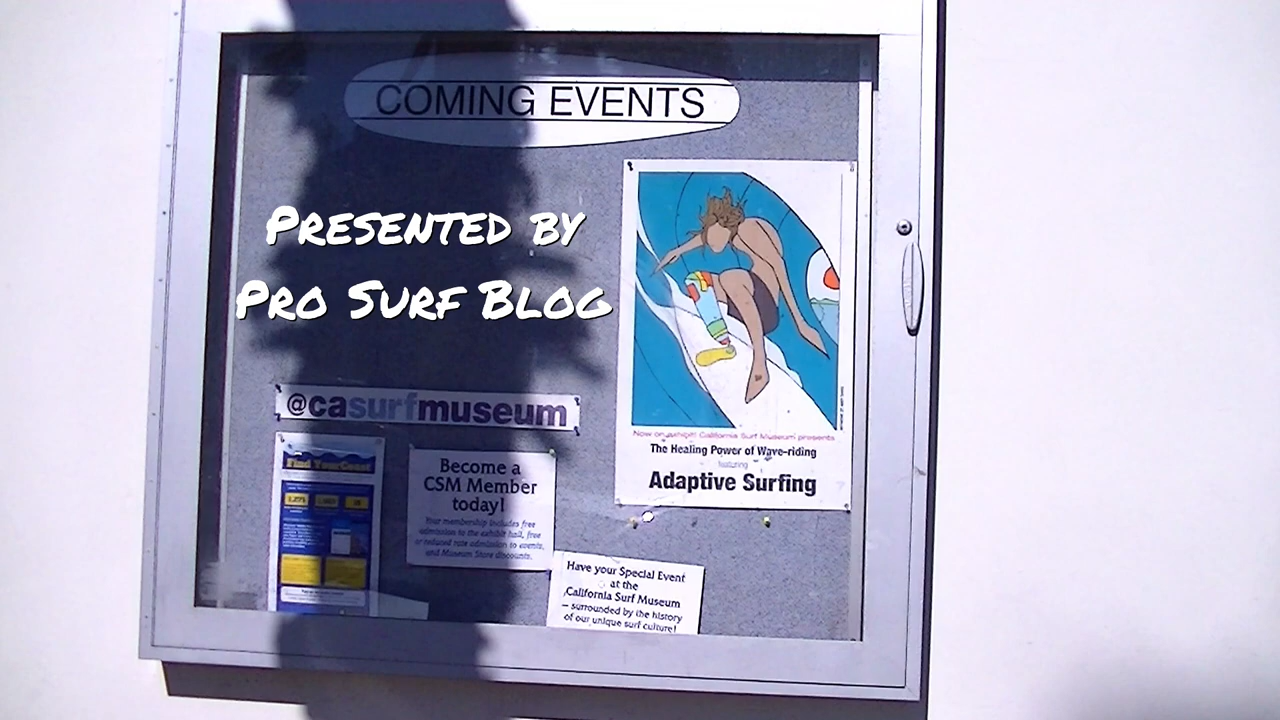 COMING EVENTS
Presented by
Pro Surf Blog
@casurfmuseum
Find Your Coast
Become a
CSM Member
today!
Your membership includes free
admission to the exhibit hall, free
or reduced rate admission to events,
and Museum Store discounts.
Now on exhibit! California Surf Museum presents
The Healing Power of Wave-riding
featuring
Adaptive Surfing
Have your Special Event
at the
California Surf Museum
– surrounded by the history
of our unique surf culture!